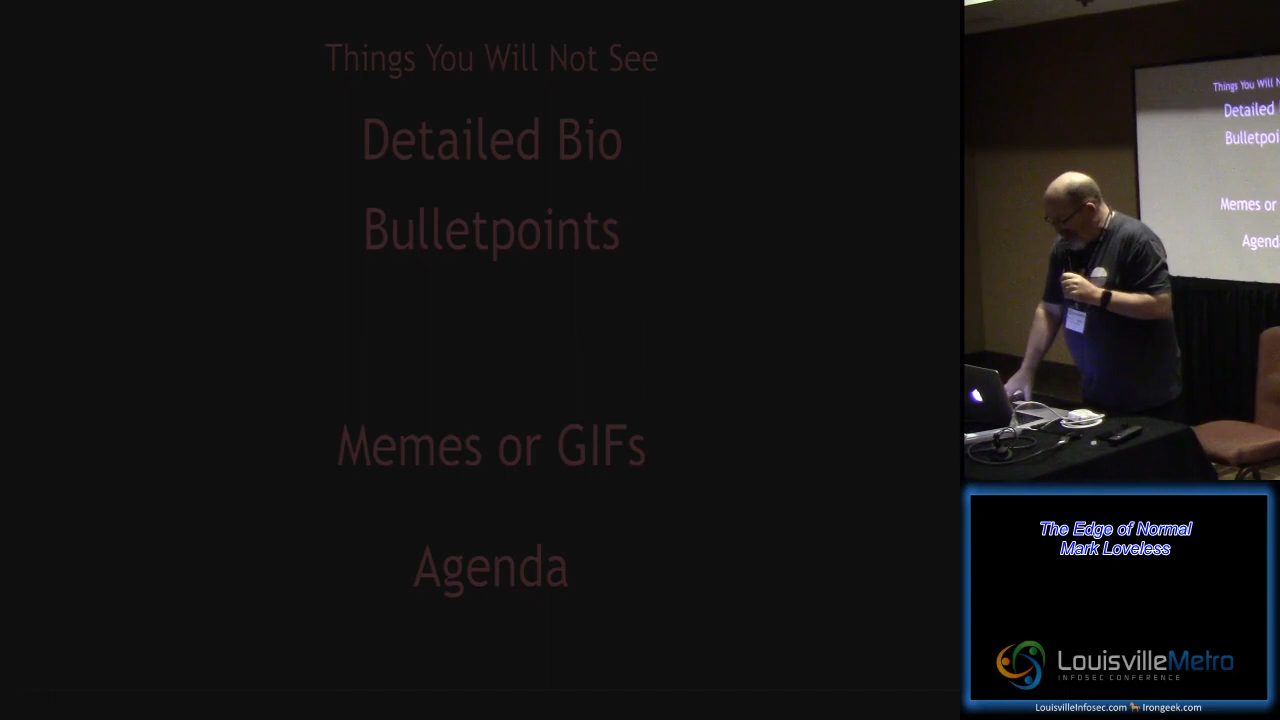 Things You Will Not See
Detailed Bio
Bulletpoints
Memes or GIFs
Agenda
Things You Will N
Detailed
Bulletpoi
Memes or
Agend
The Edge of Normal
Mark Loveless
LouisvilleMetro
INFOSEC CONFERENCE
LouisvilleInfosec.com Irongeek.com